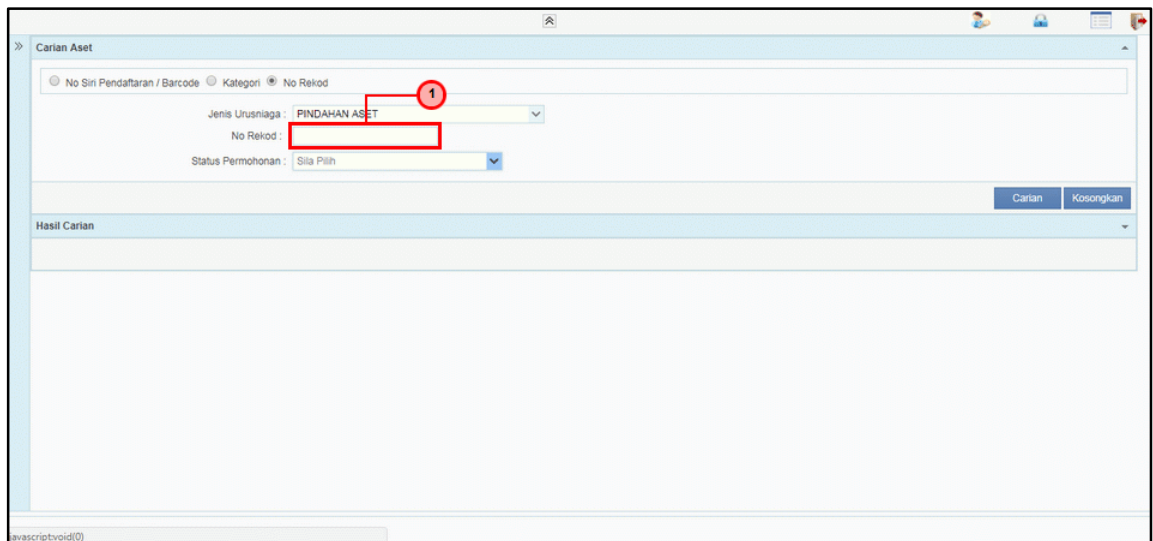 Carian Aset
No Siri Pendaftaran / Barcode Kategori No Rekod
1
Jenis Urusniaga : PINDAHAN ASET
No Rekod :
Status Permohonan : Sila Pilih
Carian Kosongkan
Hasil Carian
javascript:void(0)